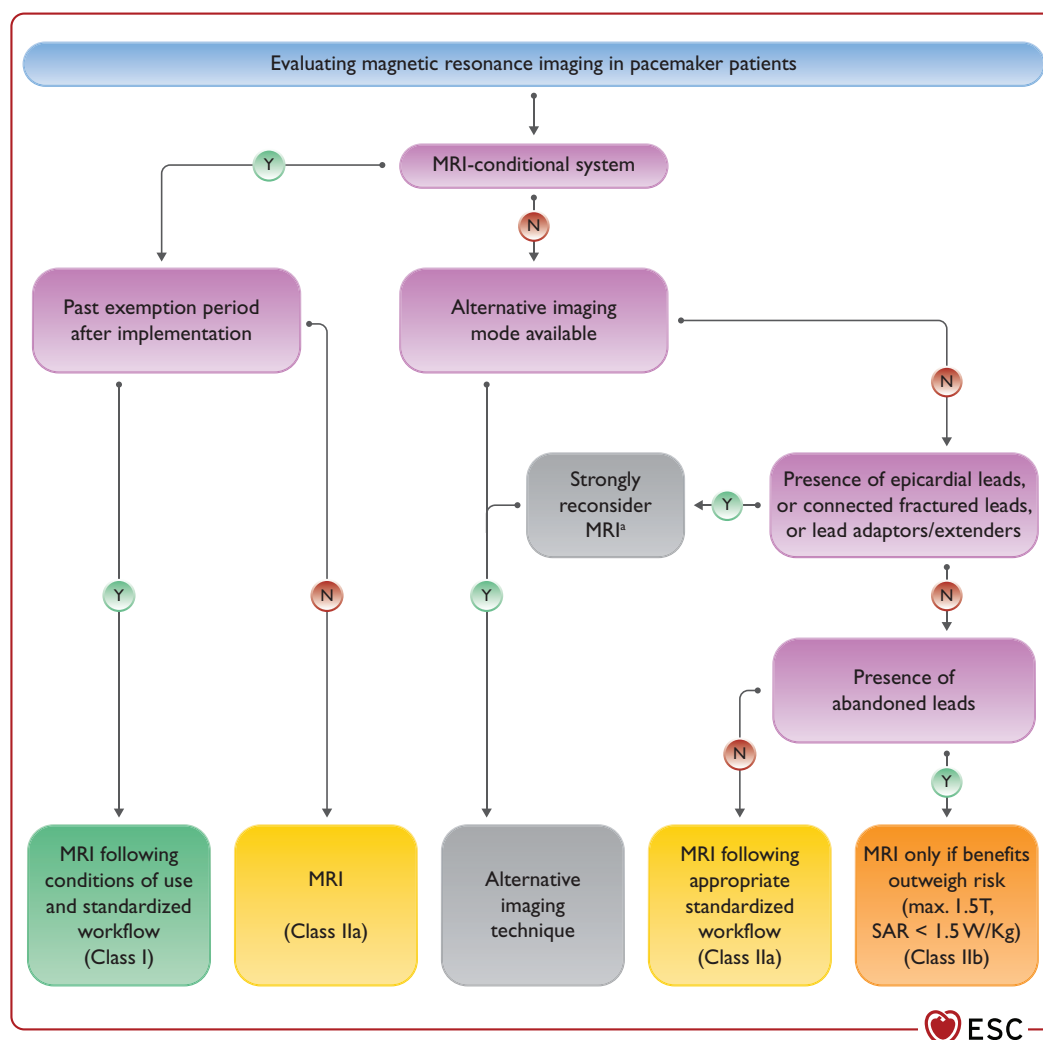 Evaluating magnetic resonance imaging in pacemaker patients
MRI-conditional system
Y
N
Past exemption period
after implementation
Alternative imaging
mode available
N
Strongly
reconsider
MRIᵃ
Y
Presence of epicardial leads,
or connected fractured leads,
or lead adaptors/extenders
Y
N
Y
N
Presence of
abandoned leads
N
Y
MRI following
conditions of use
and standardized
workflow
(Class I)
MRI
(Class IIa)
Alternative
imaging
technique
MRI following
appropriate
standardized
workflow
(Class IIa)
MRI only if benefits
outweigh risk
(max. 1.5T,
SAR < 1.5 W/Kg)
(Class IIb)
ESC